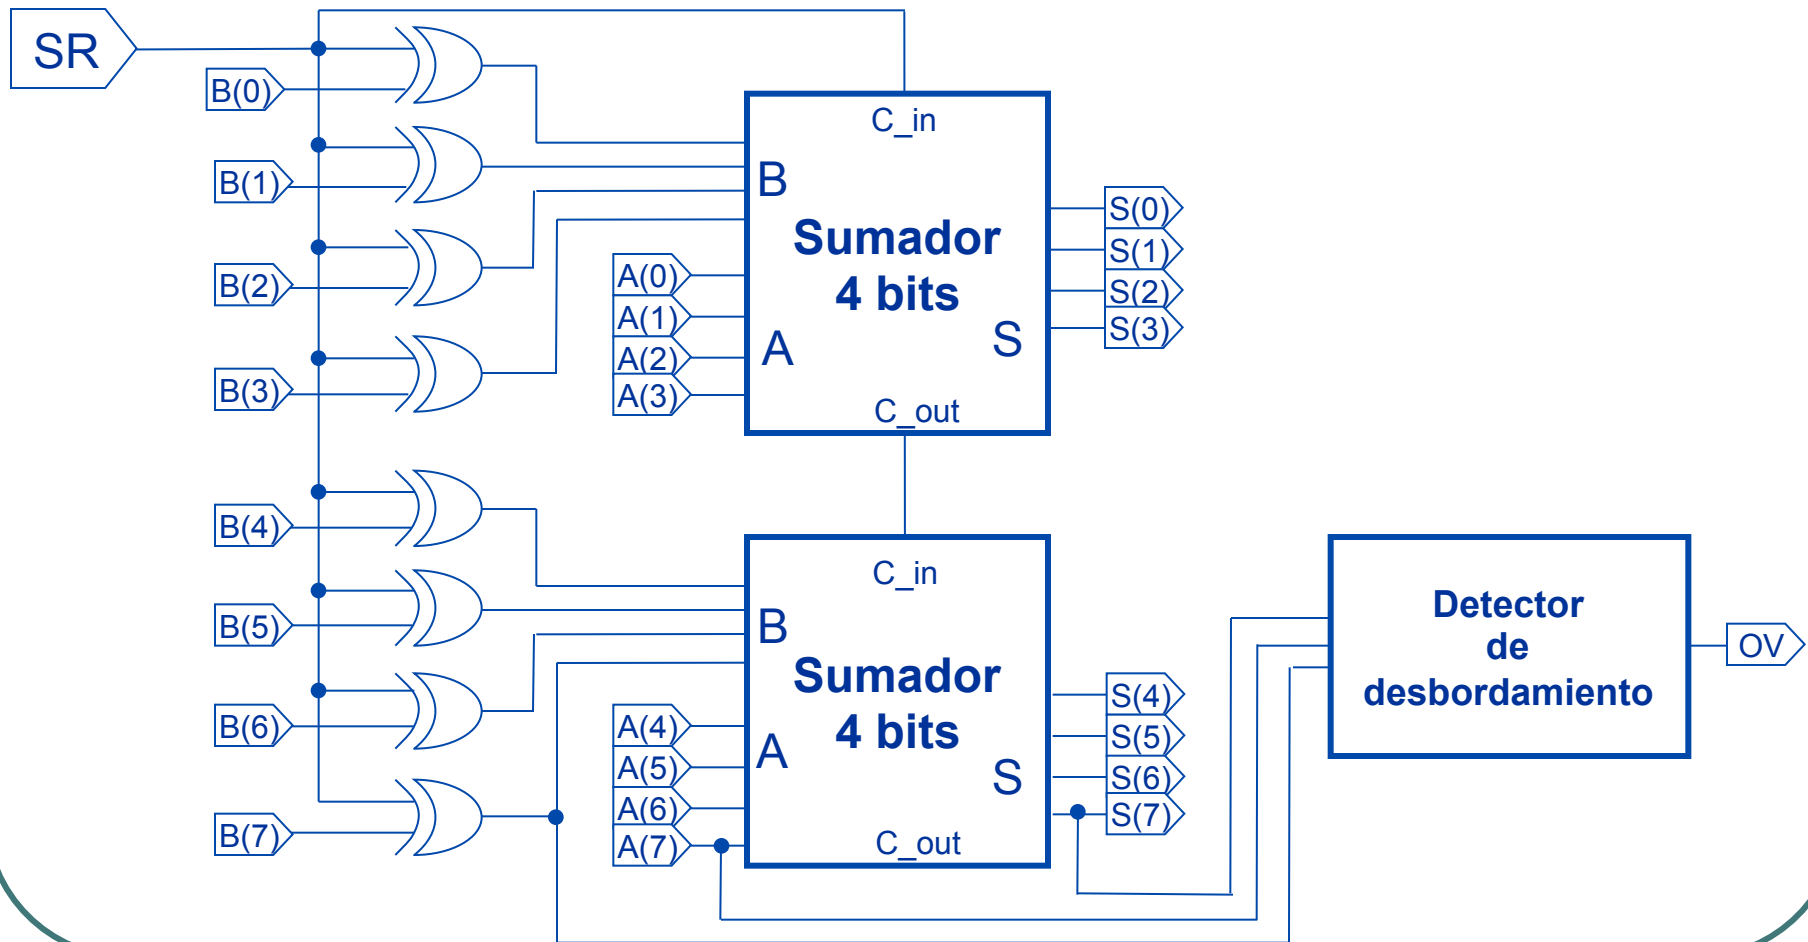 SR
B(0)
B(1)
B(2)
B(3)
C_in
B
Sumador
4 bits
A
S
C_out
A(0)
A(1)
A(2)
A(3)
S(0)
S(1)
S(2)
S(3)
B(4)
B(5)
B(6)
B(7)
C_in
B
Sumador
4 bits
A
S
C_out
A(4)
A(5)
A(6)
A(7)
S(4)
S(5)
S(6)
S(7)
Detector
de
desbordamiento
OV